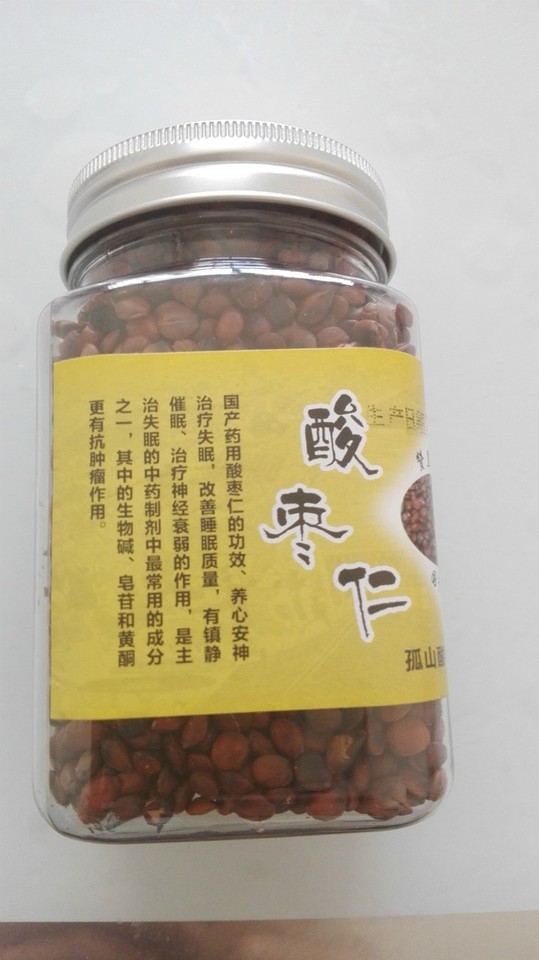 酸枣仁
国产药用酸枣仁的功效、养心安神
治疗失眠，改善睡眠质量，有镇静
催眠、治疗神经衰弱的作用，是主
治失眠的中药制剂中最常用的成分
之一，其中的生物碱、皂苷和黄酮
更有抗肿瘤作用。
生产日
孤山